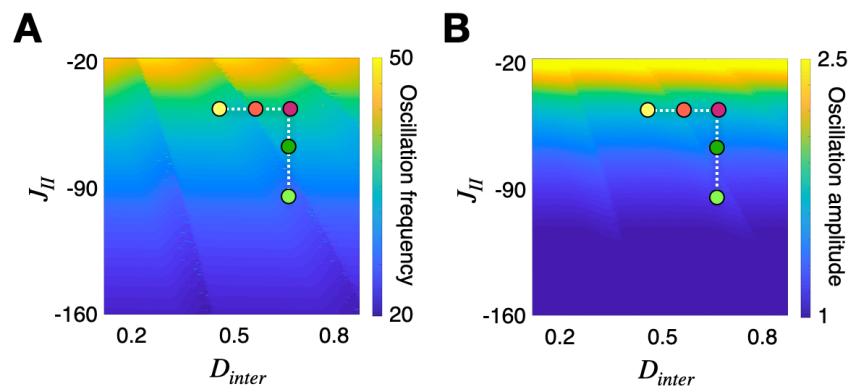 A
-20
-90
-160
J_II
0.2 0.5 0.8
D_inter
50
20
Oscillation frequency
B
-20
-90
-160
J_II
0.2 0.5 0.8
D_inter
2.5
1
Oscillation amplitude